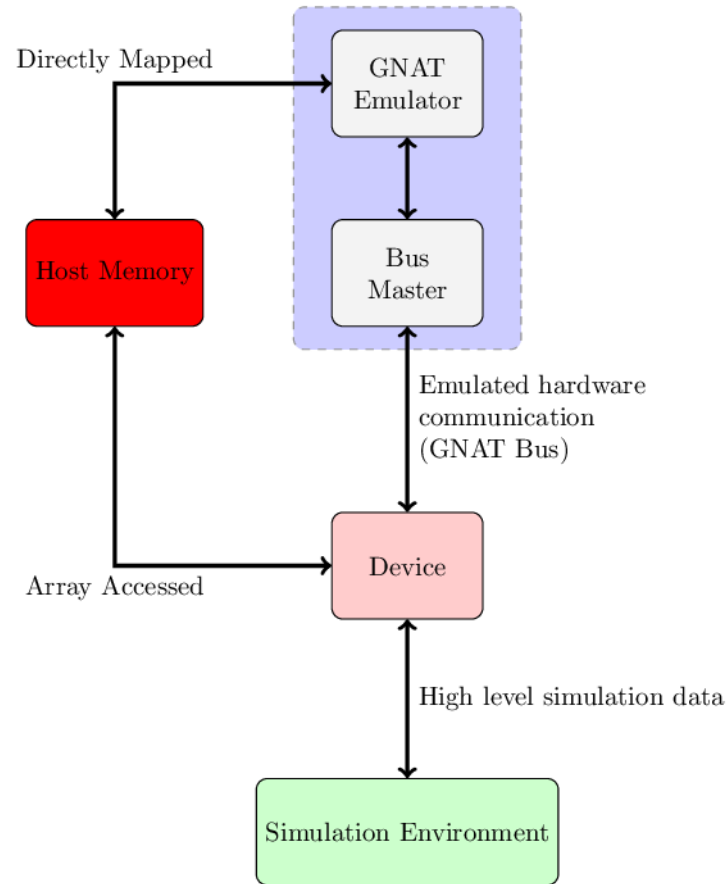 Directly Mapped
GNAT
Emulator
Host Memory
Bus
Master
Emulated hardware
communication
(GNAT Bus)
Device
Array Accessed
High level simulation data
Simulation Environment